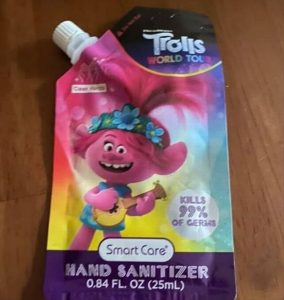 DREAMWORKS
Trolls
WORLD TOUR
KILLS
99%
OF GERMS
Smart Care®
HAND SANITIZER
0.84 FL. OZ (25mL)